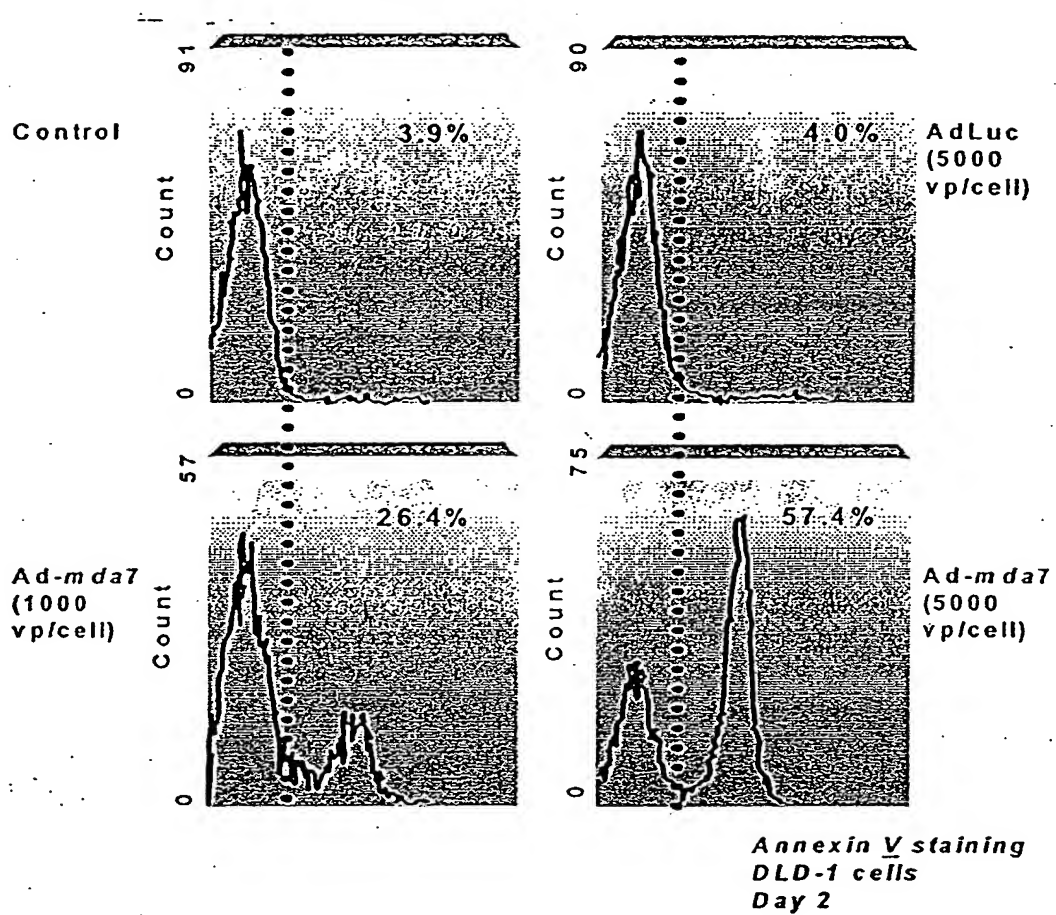 91
Control
3.9%
Count
0
90
4.0%
AdLuc
(5000
vp/cell)
Count
0
57
26.4%
Ad-mda7
(1000
vp/cell)
Count
0
75
57.4%
Ad-mda7
(5000
vp/cell)
Count
0
Annexin V staining
DLD-1 cells
Day 2